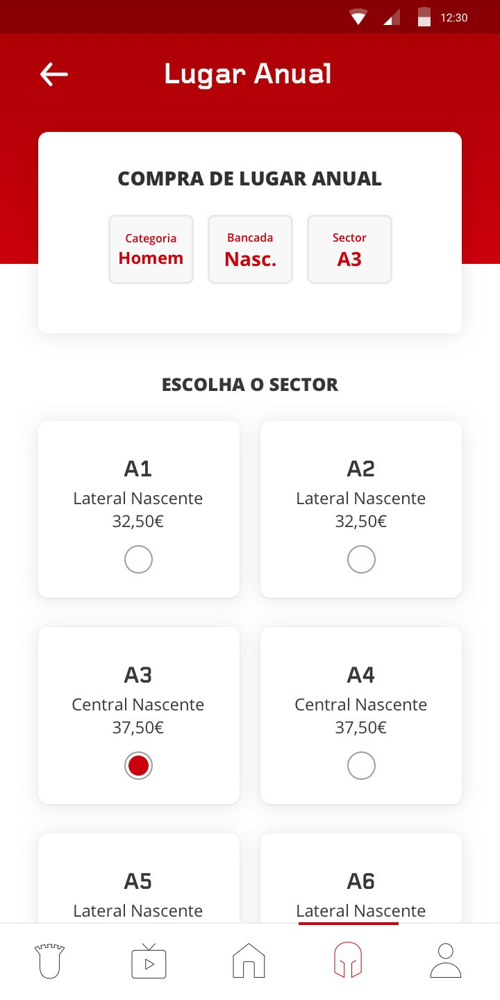 12:30
Lugar Anual
COMPRA DE LUGAR ANUAL
Categoria
Homem
Bancada
Nasc.
Sector
A3
ESCOLHA O SECTOR
A1
Lateral Nascente
32,50€
A2
Lateral Nascente
32,50€
A3
Central Nascente
37,50€
A4
Central Nascente
37,50€
A5
Lateral Nascente
A6
Lateral Nascente